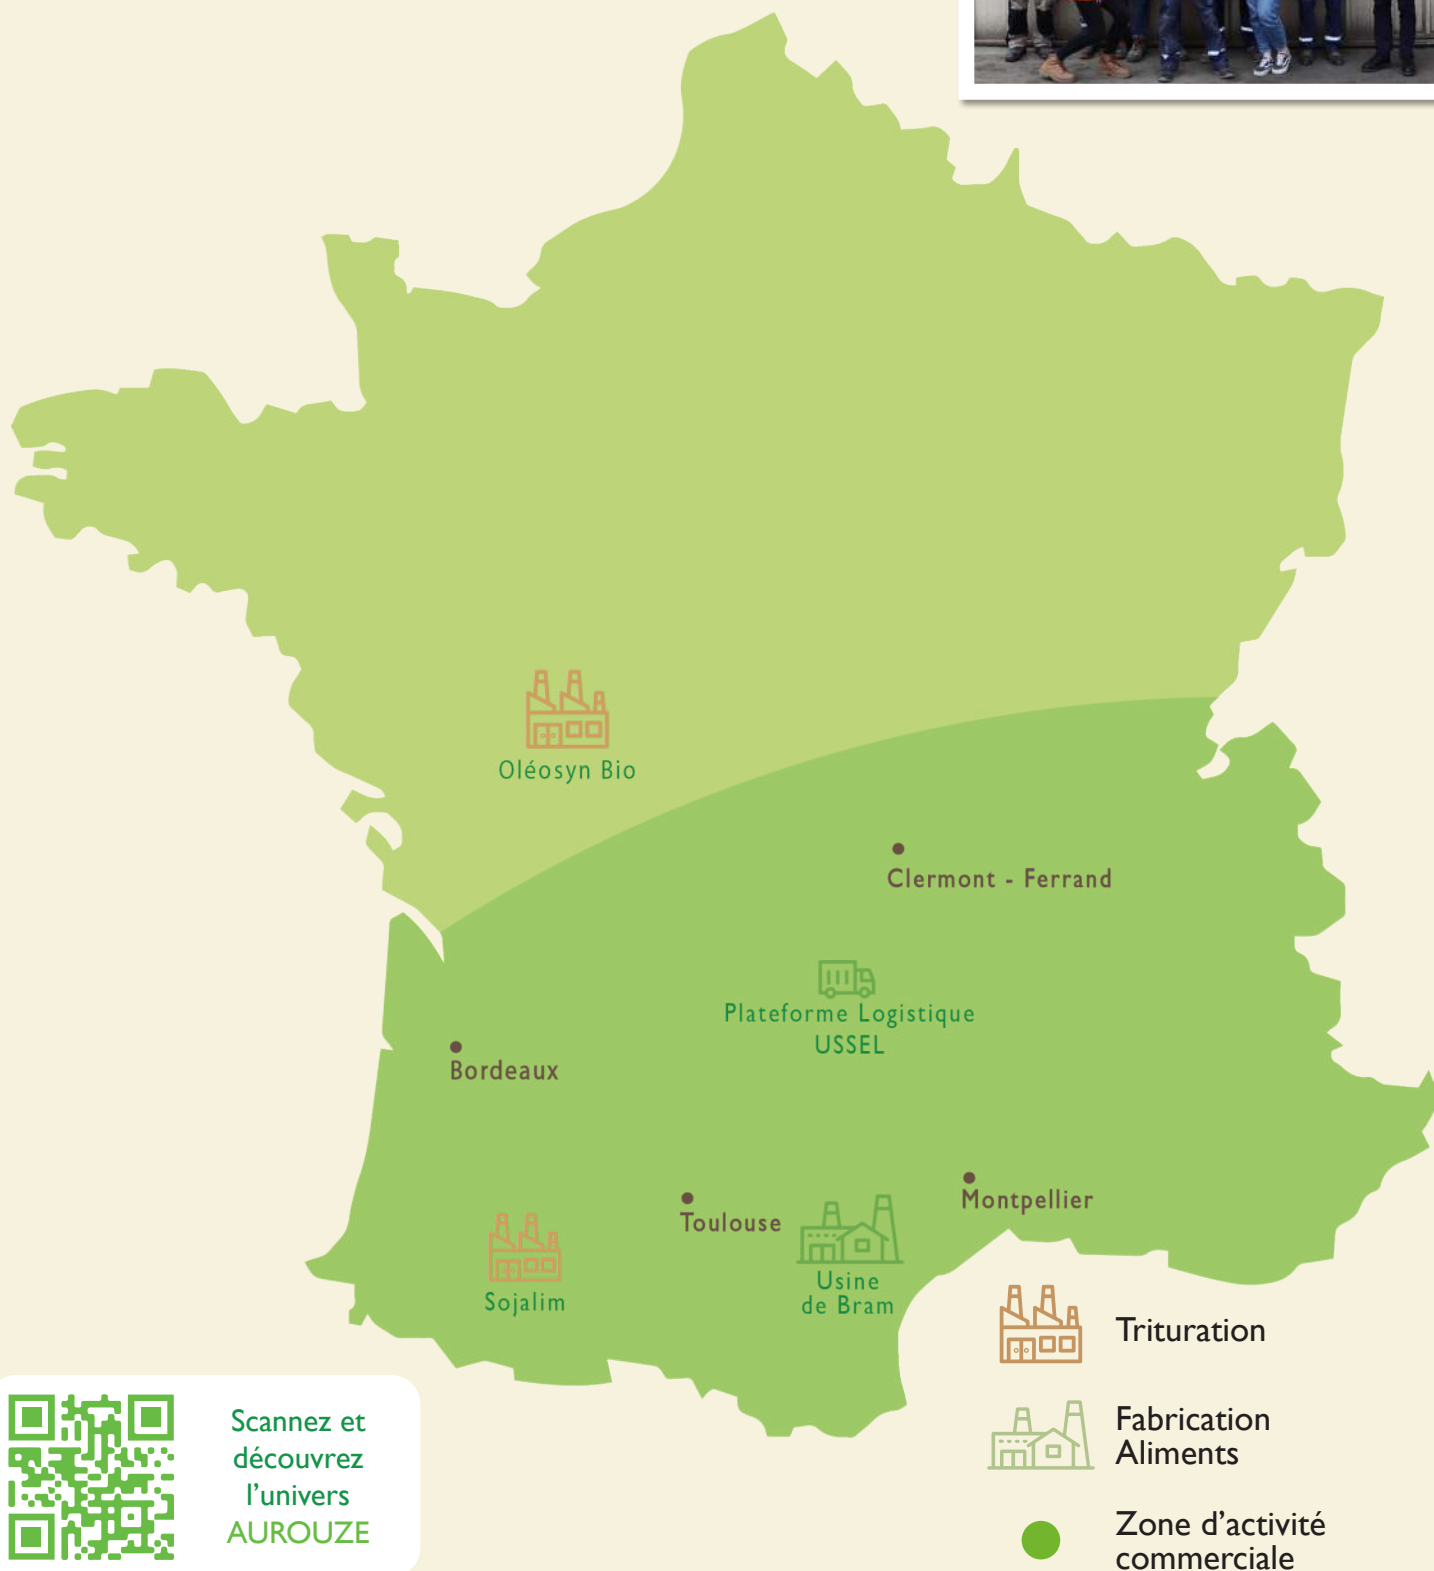 Oléosyn Bio
Clermont - Ferrand
Plateforme Logistique
USSEL
Bordeaux
Montpellier
Toulouse
Usine
de Bram
Sojalim
Trituration
Fabrication
Aliments
Zone d'activité
commerciale
Scannez et
découvrez
l'univers
AUROUZE